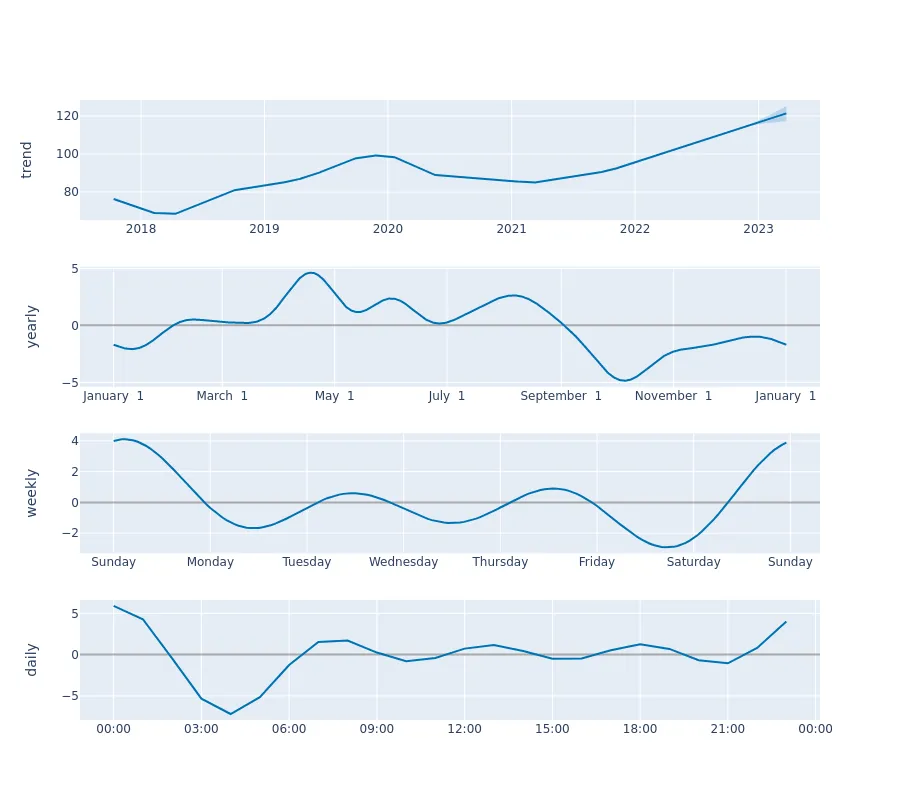 trend
120
100
80
2018 2019 2020 2021 2022 2023
yearly
5
0
−5
January 1 March 1 May 1 July 1 September 1 November 1 January 1
weekly
4
2
0
−2
Sunday Monday Tuesday Wednesday Thursday Friday Saturday Sunday
daily
5
0
−5
00:00 03:00 06:00 09:00 12:00 15:00 18:00 21:00 00:00